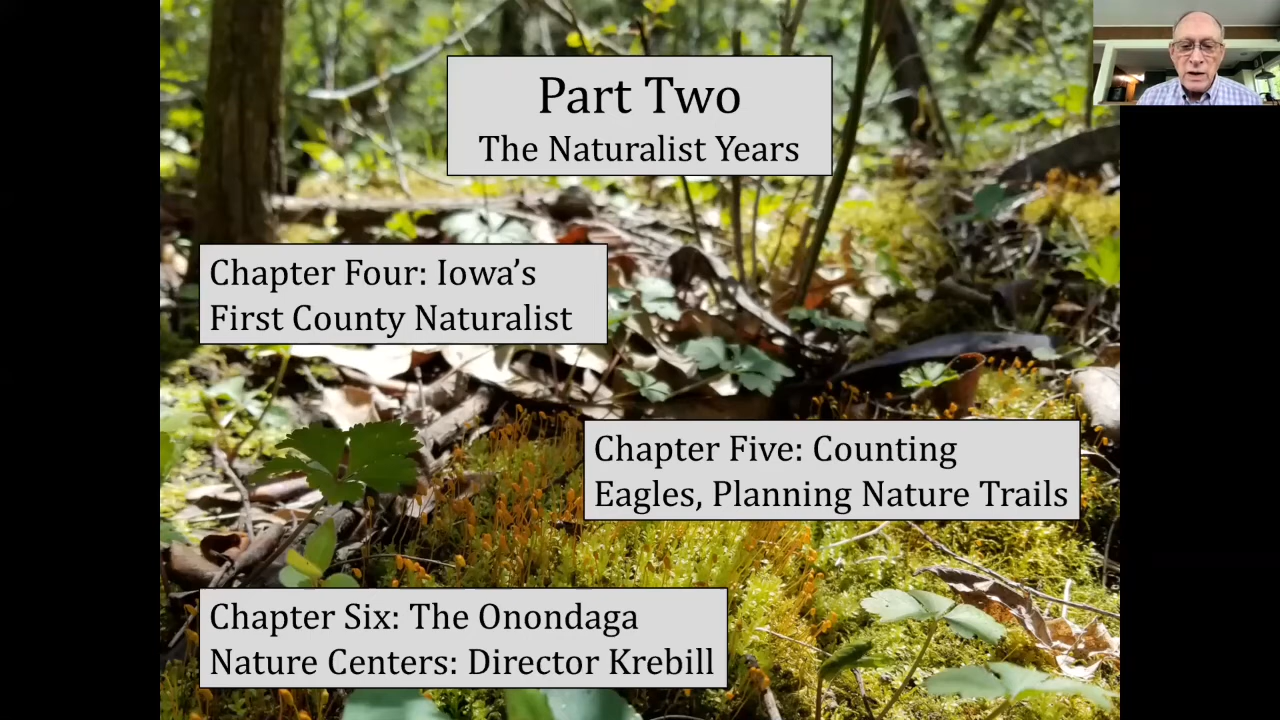 Part Two
The Naturalist Years
Chapter Four: Iowa’s
First County Naturalist
Chapter Five: Counting
Eagles, Planning Nature Trails
Chapter Six: The Onondaga
Nature Centers: Director Krebill